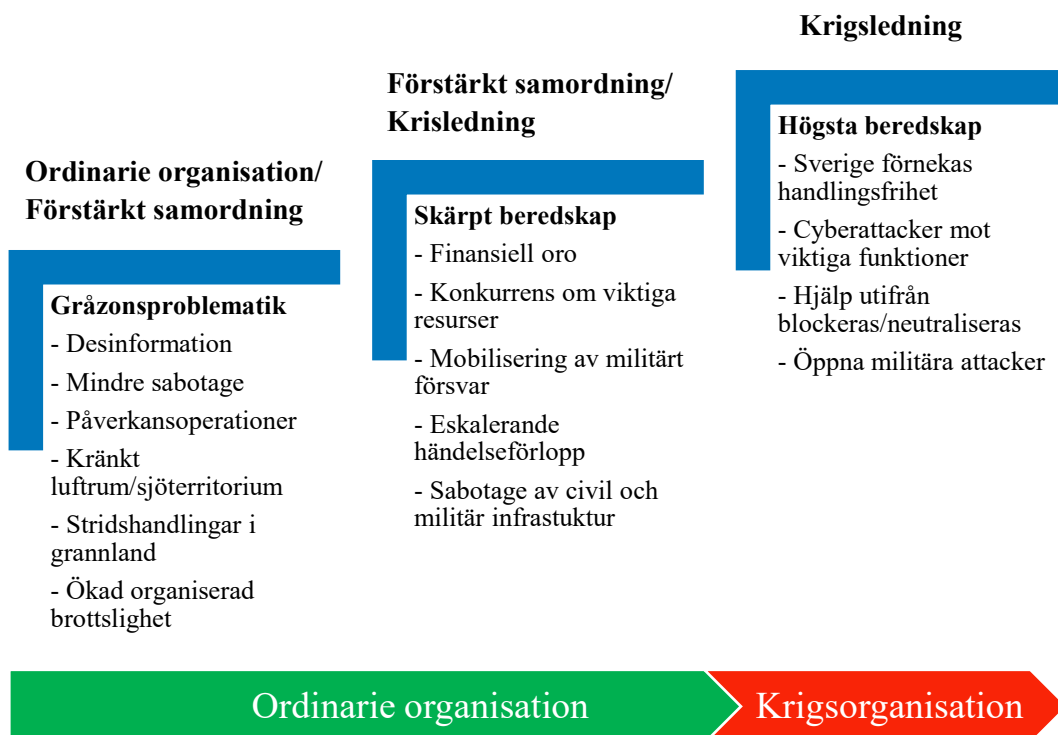 Ordinarie organisation/
Förstärkt samordning
Gråzonsproblematik
- Desinformation
- Mindre sabotage
- Påverkansoperationer
- Kränkt
luftrum/sjöterritorium
- Stridshandlingar i
grannland
- Ökad organiserad
brottslighet
Förstärkt samordning/
Krisledning
Skärpt beredskap
- Finansiell oro
- Konkurrens om viktiga
resurser
- Mobilisering av militärt
försvar
- Eskalerande
händelseförlopp
- Sabotage av civil och
militär infrastuktur
Krigsledning
Högsta beredskap
- Sverige förnekas
handlingsfrihet
- Cyberattacker mot
viktiga funktioner
- Hjälp utifrån
blockeras/neutraliseras
- Öppna militära attacker
Ordinarie organisation
Krigsorganisation